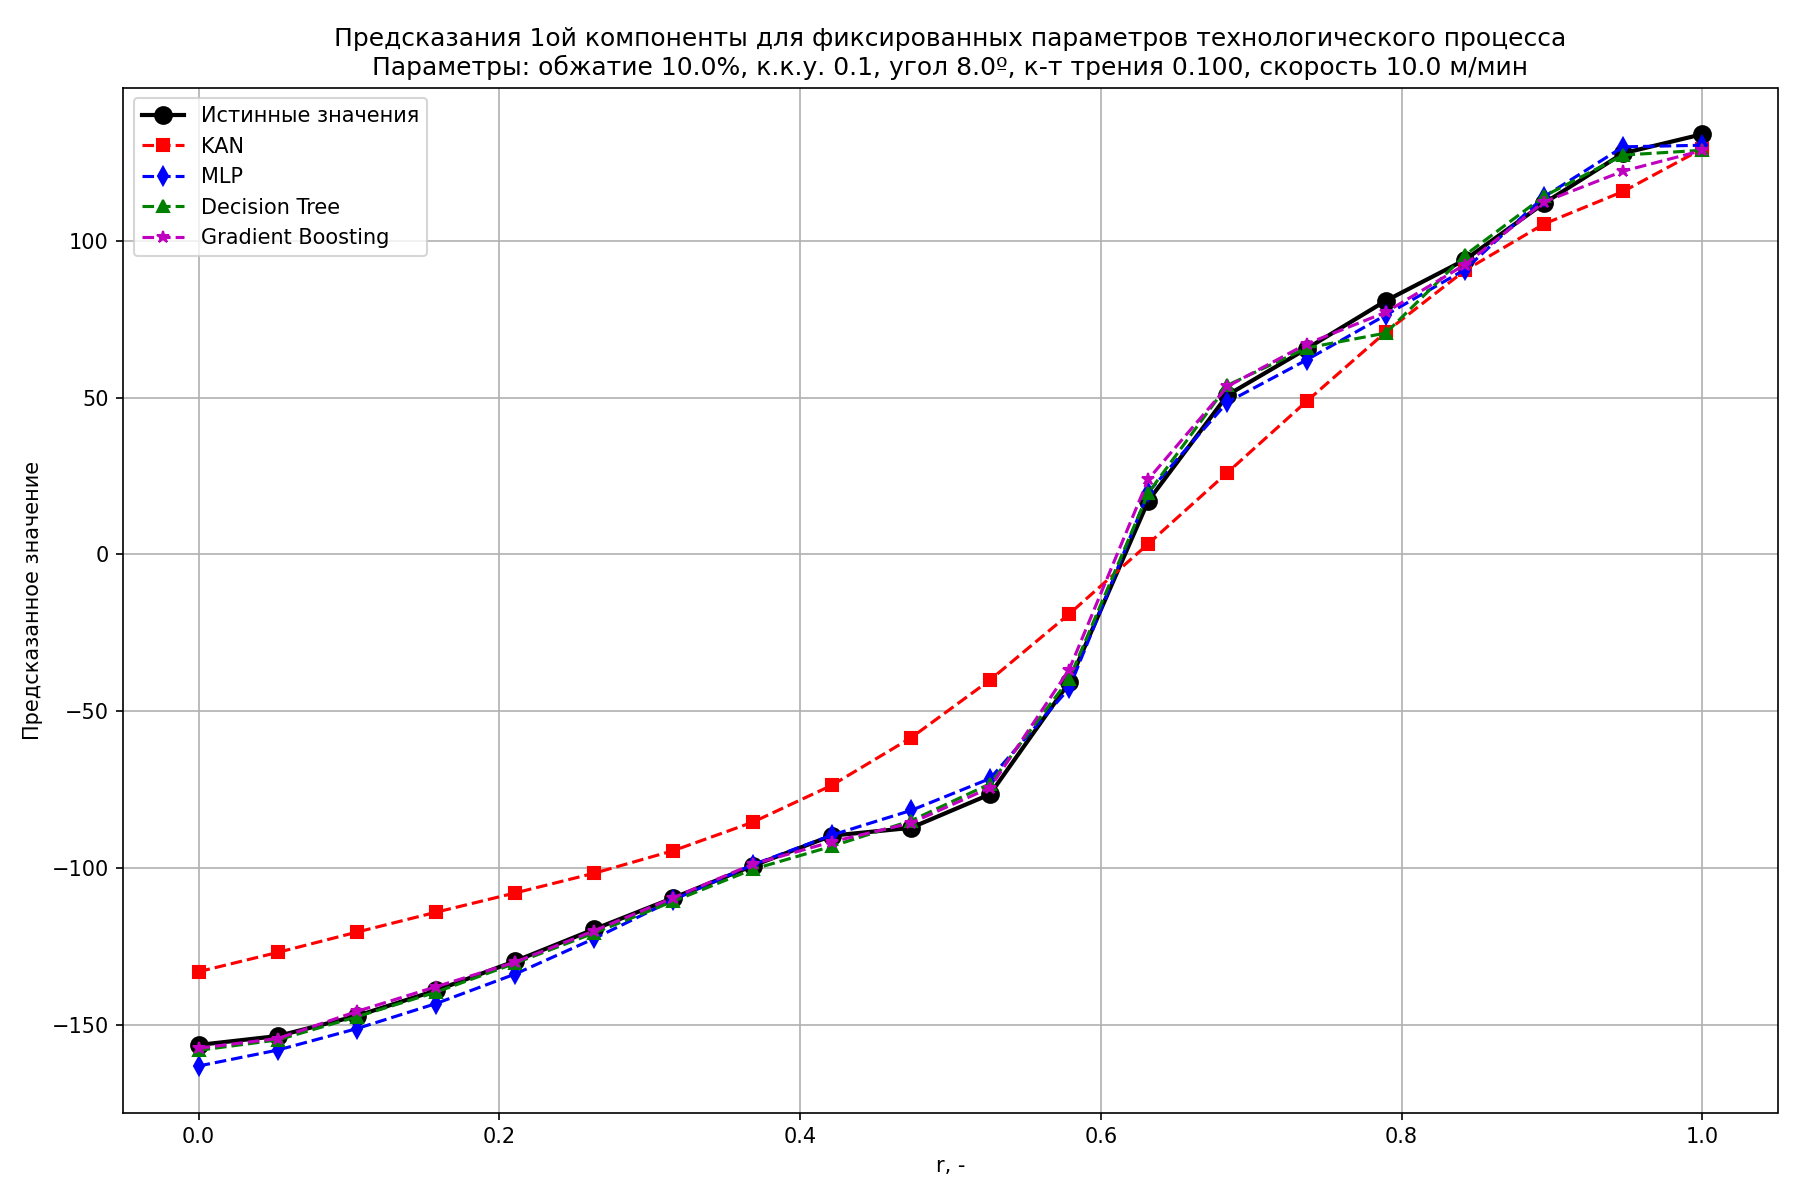 Предсказания 1ой компоненты для фиксированных параметров технологического процесса
Параметры: обжатие 10.0%, к.к.у. 0.1, угол 8.0º, к-т трения 0.100, скорость 10.0 м/мин
Истинные значения
KAN
MLP
Decision Tree
Gradient Boosting
Предсказанное значение
100
50
0
−50
−100
−150
0.0
0.2
0.4
0.6
0.8
1.0
r, -